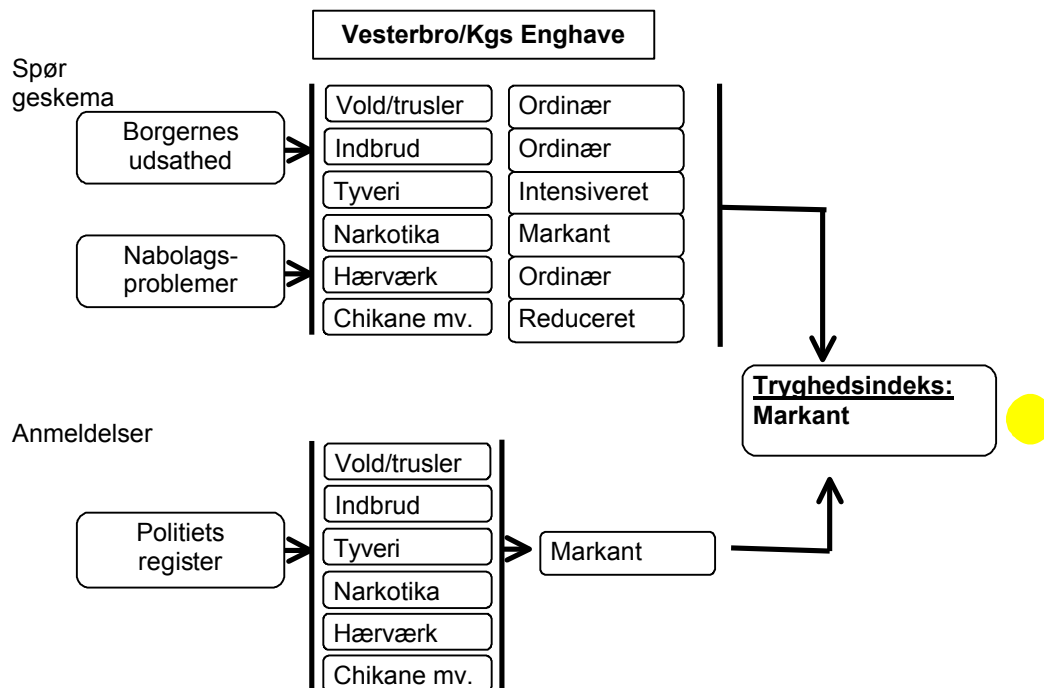 Vesterbro/Kgs Enghave
Spør
geskema
Borgernes
udsathed
Nabolags-
problemer
Vold/trusler
Ordinær
Indbrud
Ordinær
Tyveri
Intensiveret
Narkotika
Markant
Hærværk
Ordinær
Chikane mv.
Reduceret
Tryghedsindeks:
Markant
Anmeldelser
Politiets
register
Vold/trusler
Indbrud
Tyveri
Narkotika
Hærværk
Chikane mv.
Markant